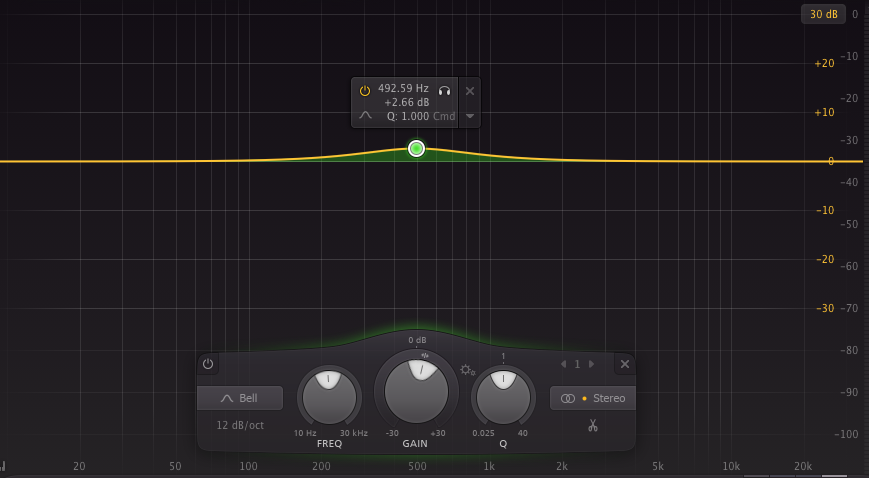 30 dB
0
-10
+20
-20
+10
-30
0
-40
-10
-50
-20
-60
-30
-70
-80
-90
-100
492.59 Hz
+2.66 dB
Q: 1.000 Cmd
0 dB
1
1
Bell
Stereo
12 dB/oct
10 Hz 30 kHz
-30 +30
0.025 40
FREQ
GAIN
Q
20 50 100 200 500 1k 2k 5k 10k 20k